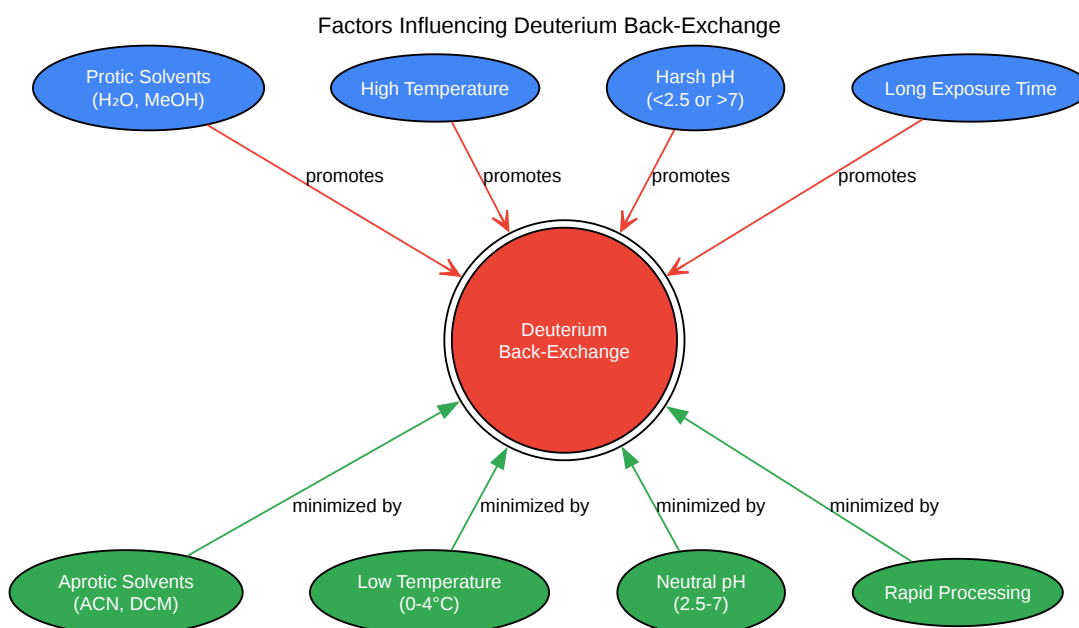 Factors Influencing Deuterium Back-Exchange
Protic Solvents
(H₂O, MeOH)
High Temperature
Harsh pH
(<2.5 or >7)
Long Exposure Time
promotes
promotes
promotes
promotes
Deuterium
Back-Exchange
minimized by
minimized by
minimized by
minimized by
Aprotic Solvents
(ACN, DCM)
Low Temperature
(0-4°C)
Neutral pH
(2.5-7)
Rapid Processing